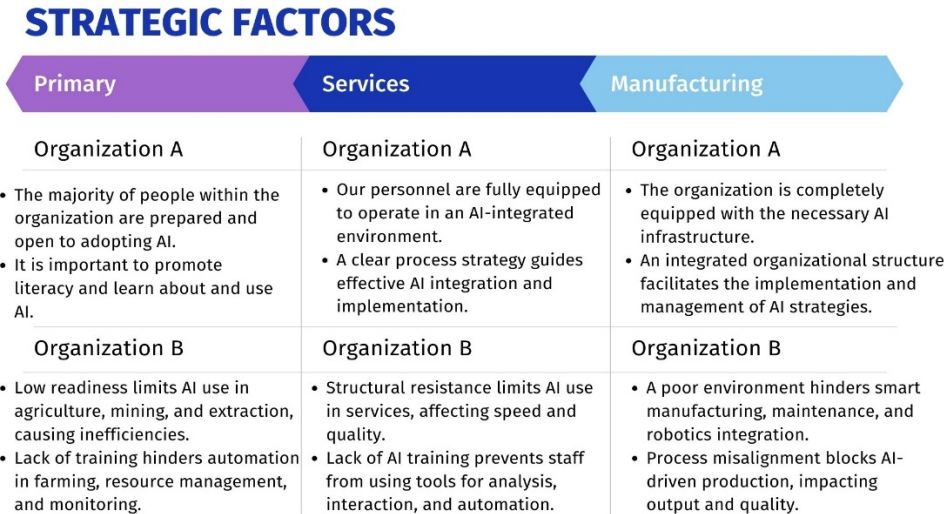 STRATEGIC FACTORS
Primary
Services
Manufacturing
Organization A
• The majority of people within the
organization are prepared and
open to adopting AI.
• It is important to promote
literacy and learn about and use
AI.
Organization A
• Our personnel are fully equipped
to operate in an AI-integrated
environment.
• A clear process strategy guides
effective AI integration and
implementation.
Organization A
• The organization is completely
equipped with the necessary AI
infrastructure.
• An integrated organizational structure
facilitates the implementation and
management of AI strategies.
Organization B
• Low readiness limits AI use in
agriculture, mining, and extraction,
causing inefficiencies.
• Lack of training hinders automation
in farming, resource management,
and monitoring.
Organization B
• Structural resistance limits AI use
in services, affecting speed and
quality.
• Lack of AI training prevents staff
from using tools for analysis,
interaction, and automation.
Organization B
• A poor environment hinders smart
manufacturing, maintenance, and
robotics integration.
• Process misalignment blocks AI-
driven production, impacting
output and quality.